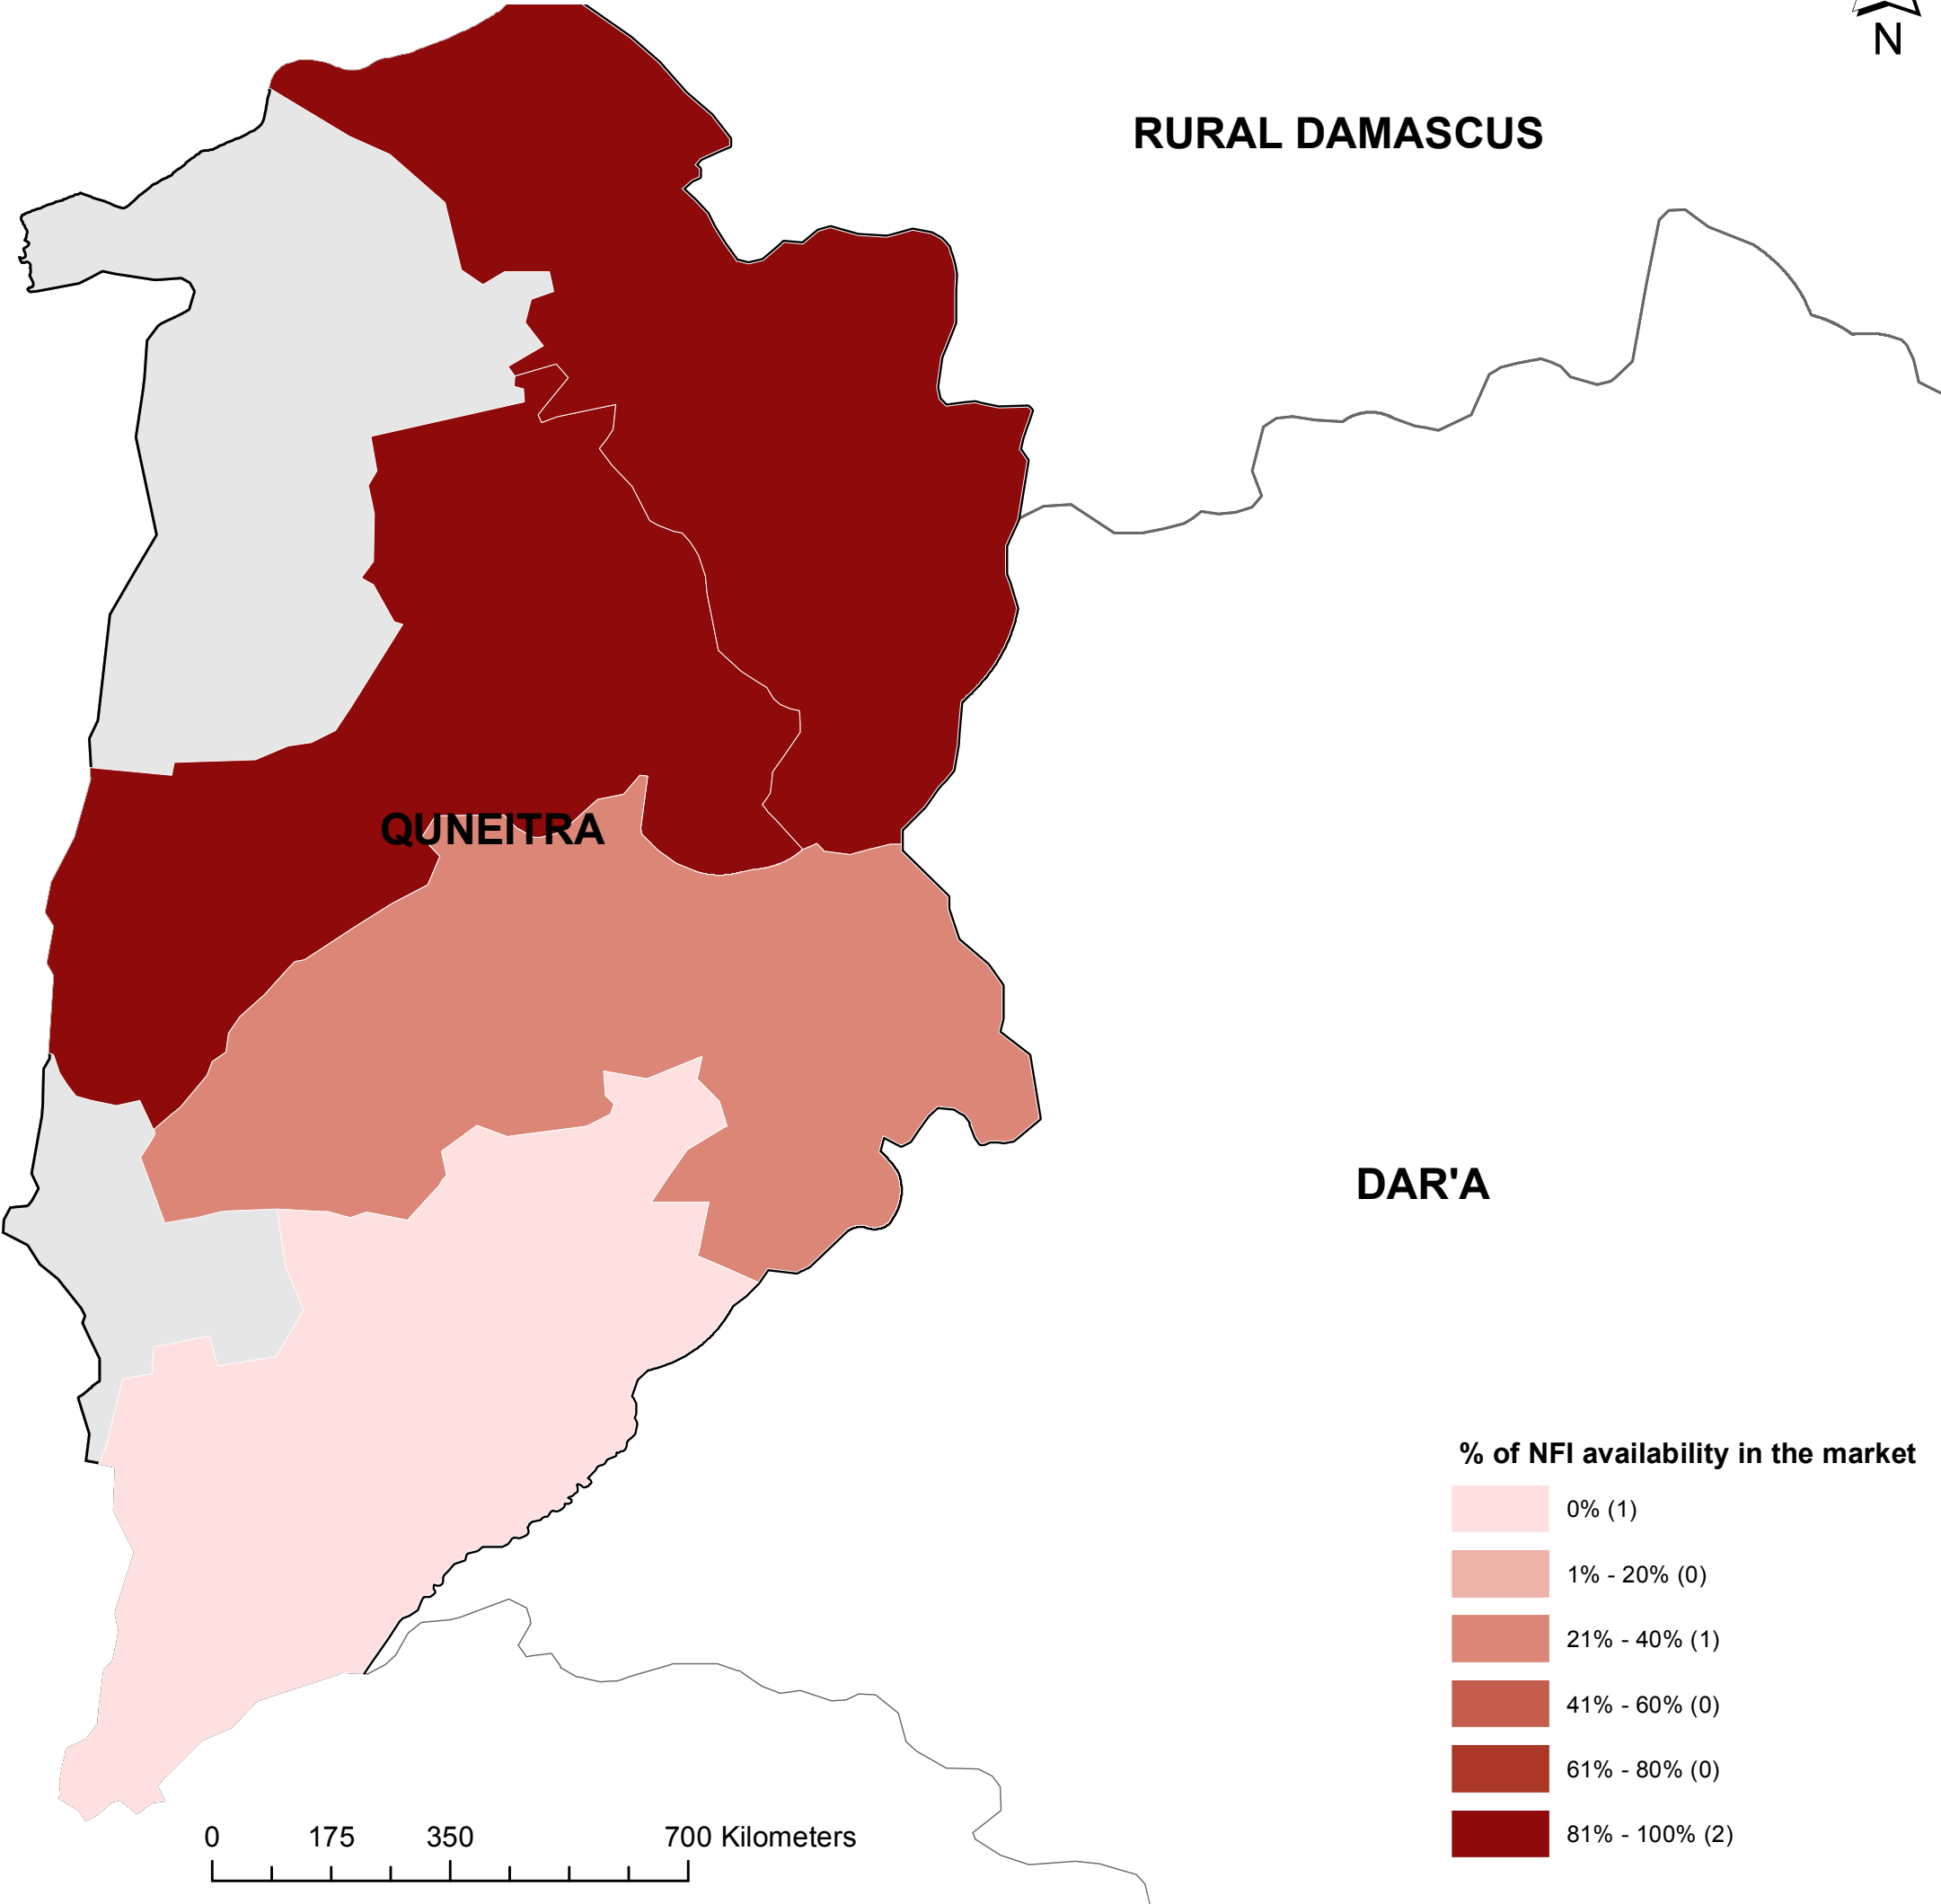 N
RURAL DAMASCUS
QUNEITRA
DAR'A
% of NFI availability in the market
0% (1)
1% - 20% (0)
21% - 40% (1)
41% - 60% (0)
61% - 80% (0)
81% - 100% (2)
0 175 350 700 Kilometers